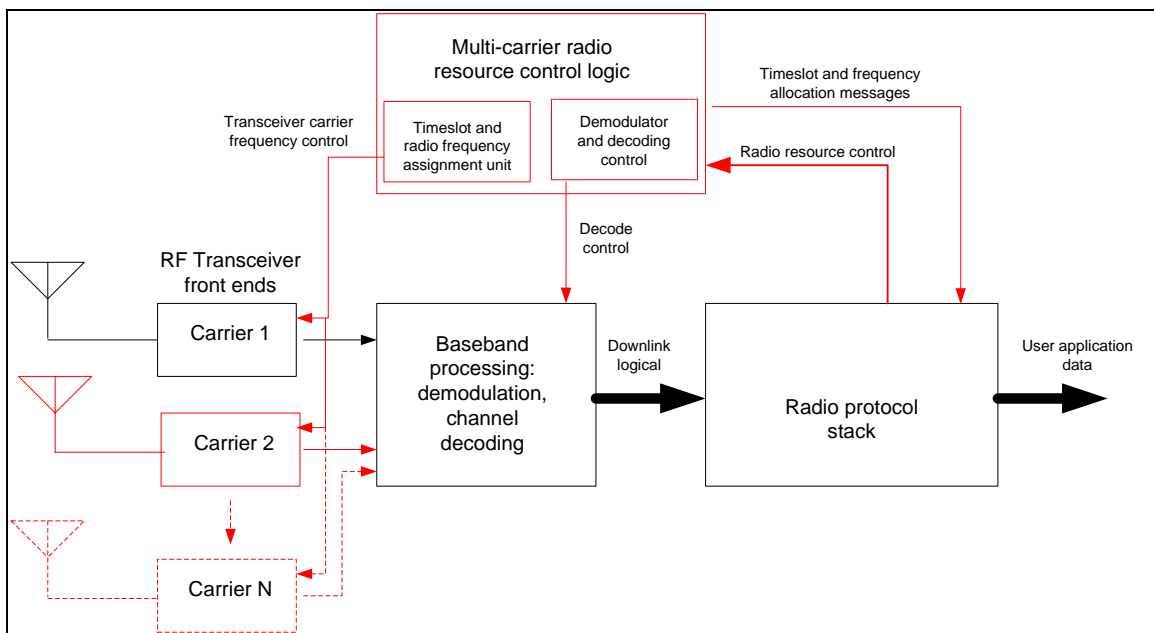 Multi-carrier radio
resource control logic
Timeslot and
radio frequency
assignment unit
Demodulator
and decoding
control
Transceiver carrier
frequency control
Timeslot and frequency
allocation messages
Radio resource control
Decode
control
RF Transceiver
front ends
Carrier 1
Carrier 2
Carrier N
Baseband
processing:
demodulation,
channel
decoding
Downlink
logical
Radio protocol
stack
User application
data